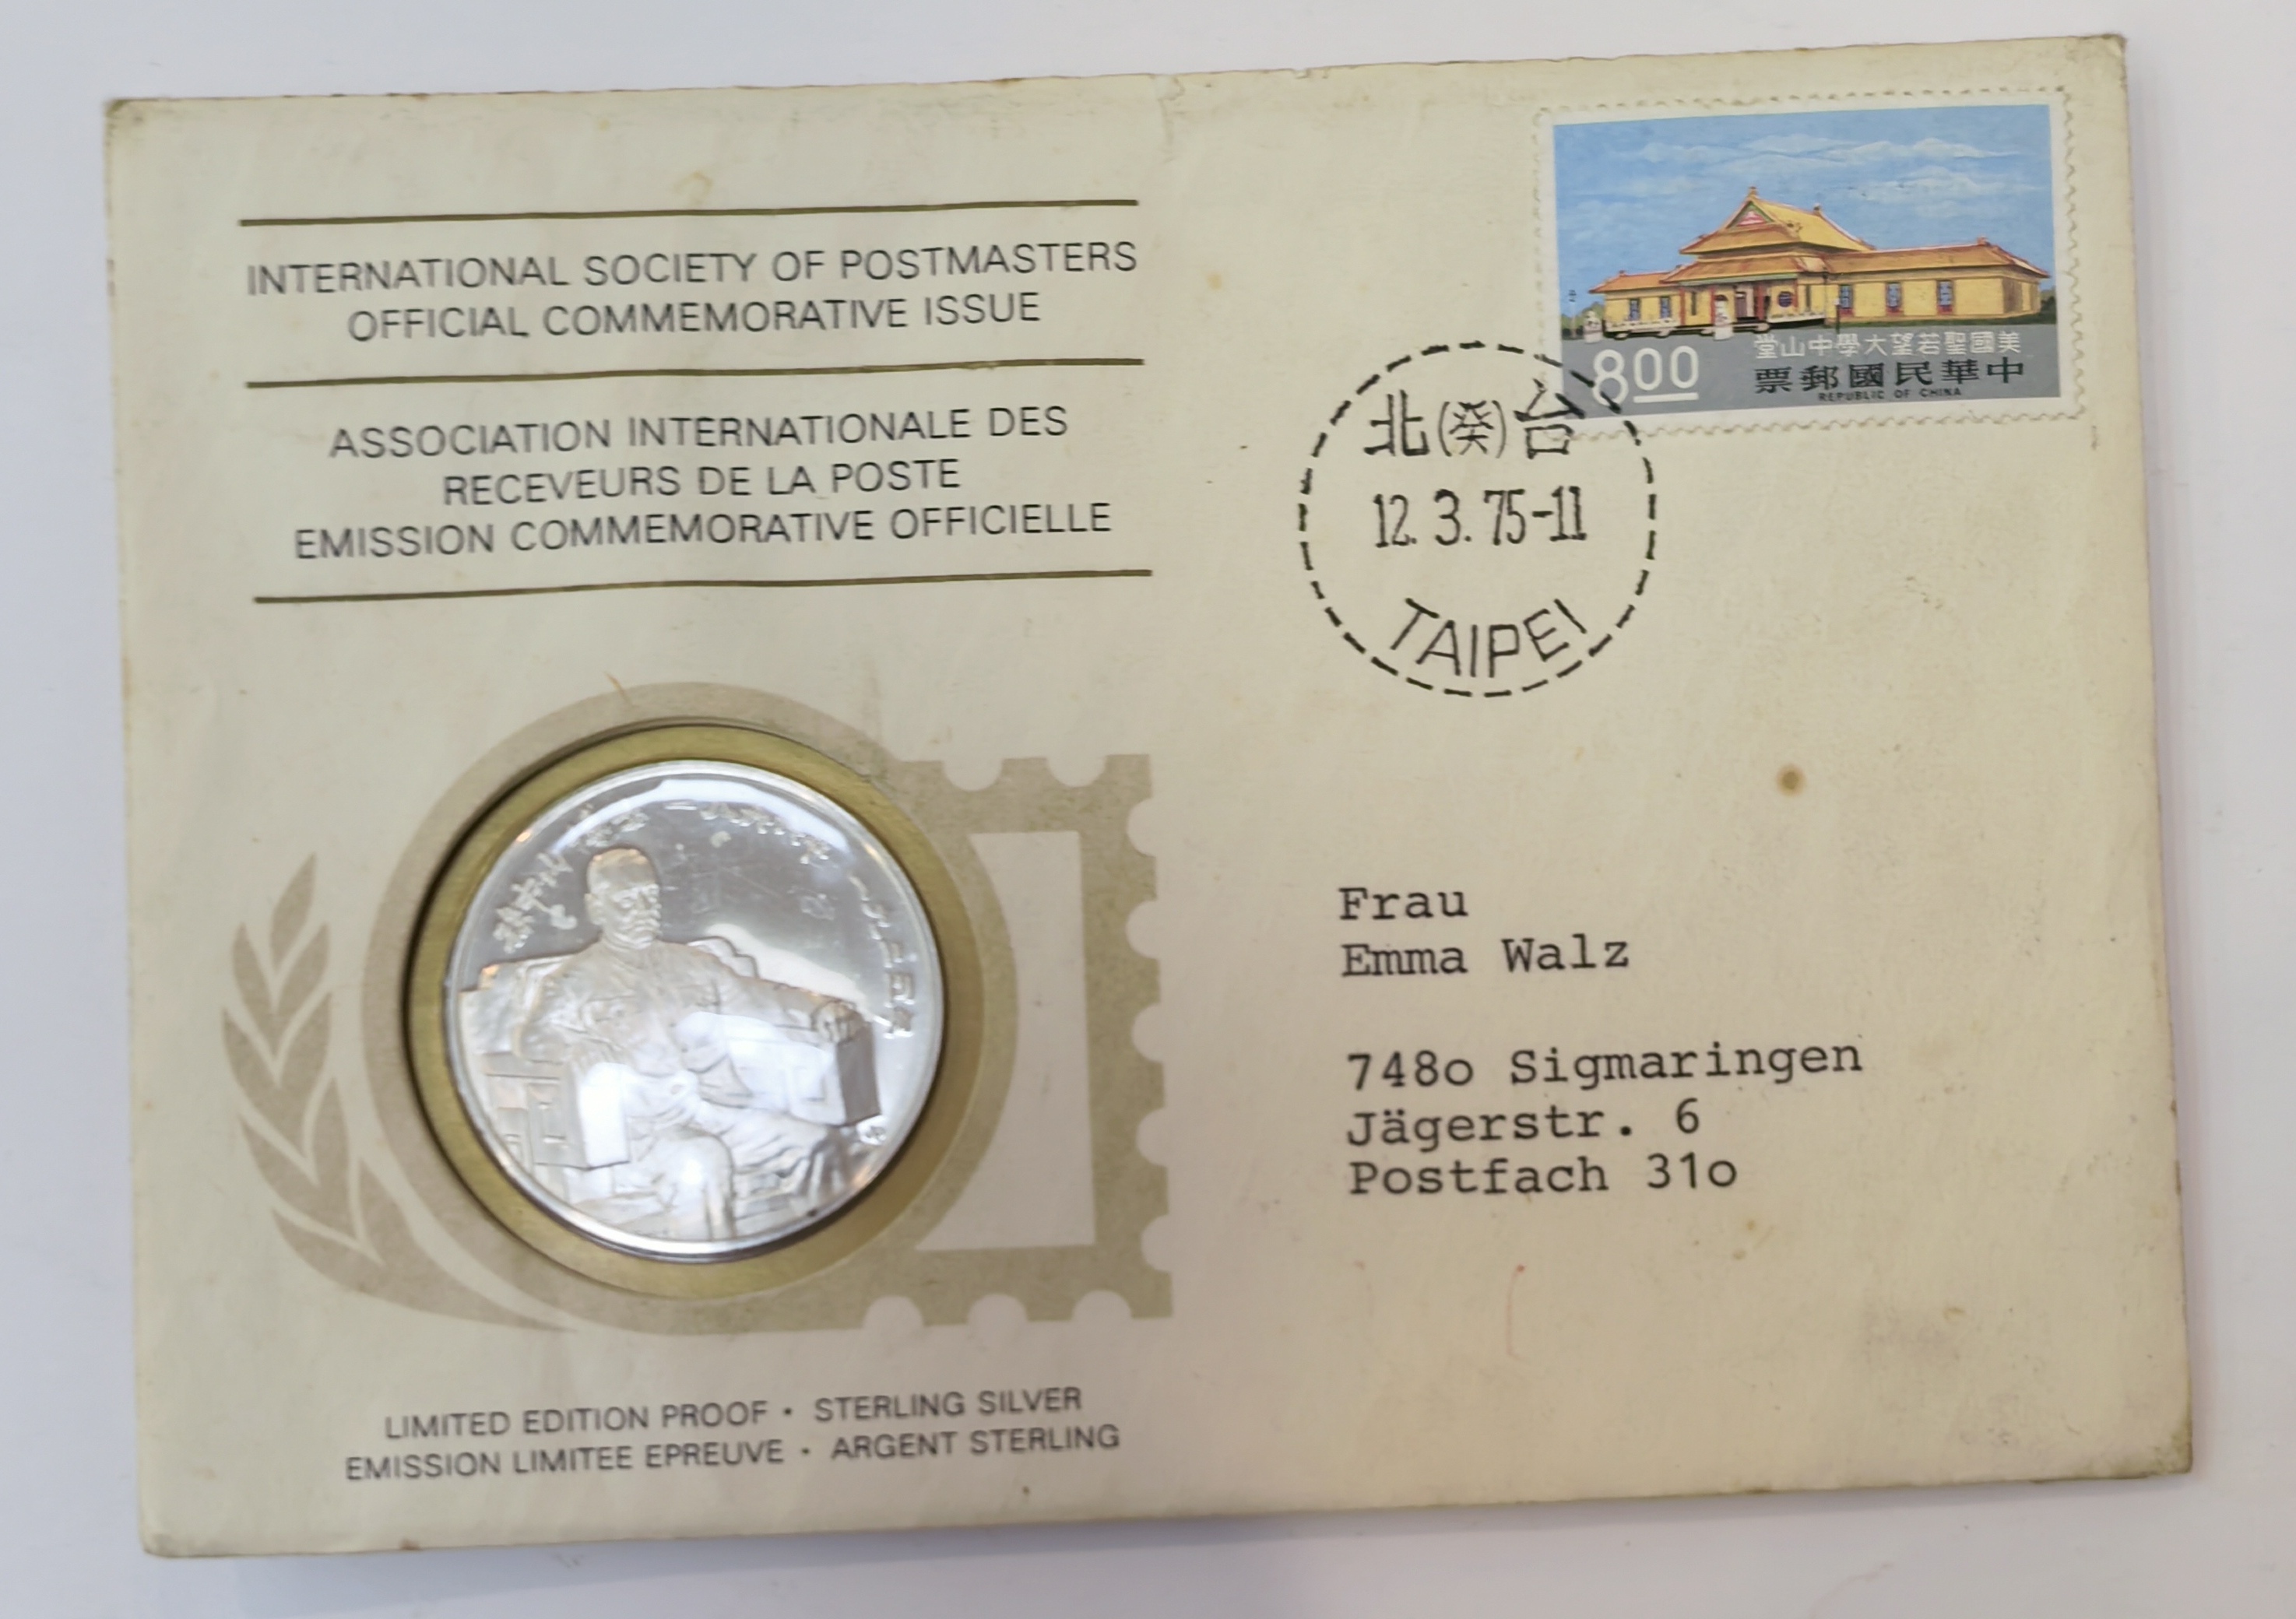 INTERNATIONAL SOCIETY OF POSTMASTERS
OFFICIAL COMMEMORATIVE ISSUE
ASSOCIATION INTERNATIONALE DES
RECEVEURS DE LA POSTE
EMISSION COMMEMORATIVE OFFICIELLE
LIMITED EDITION PROOF • STERLING SILVER
EMISSION LIMITEE EPREUVE • ARGENT STERLING
800
堂山中學大望若聖國美
票郵國民華中
REPUBLIC OF CHINA
北(癸)台
12. 3. 75-11
TAIPEI
Frau
Emma Walz
748o Sigmaringen
Jägerstr. 6
Postfach 31o